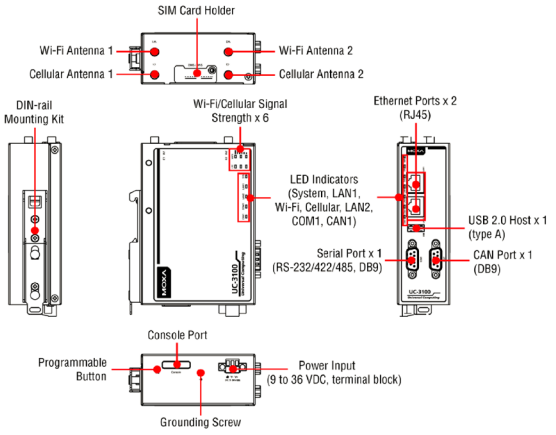 SIM Card Holder
Wi-Fi Antenna 1
Wi-Fi Antenna 2
Cellular Antenna 1
Cellular Antenna 2
DIN-rail
Mounting Kit
Wi-Fi/Cellular Signal
Strength x 6
Ethernet Ports x 2
(RJ45)
LED Indicators
(System, LAN1,
Wi-Fi, Cellular, LAN2,
COM1, CAN1)
USB 2.0 Host x 1
(type A)
Serial Port x 1
(RS-232/422/485, DB9)
CAN Port x 1
(DB9)
MOXA
UC-3100
Universal Computing
UC-3100
Universal Computing
Console Port
Programmable
Button
Power Input
(9 to 36 VDC, terminal block)
Grounding Screw